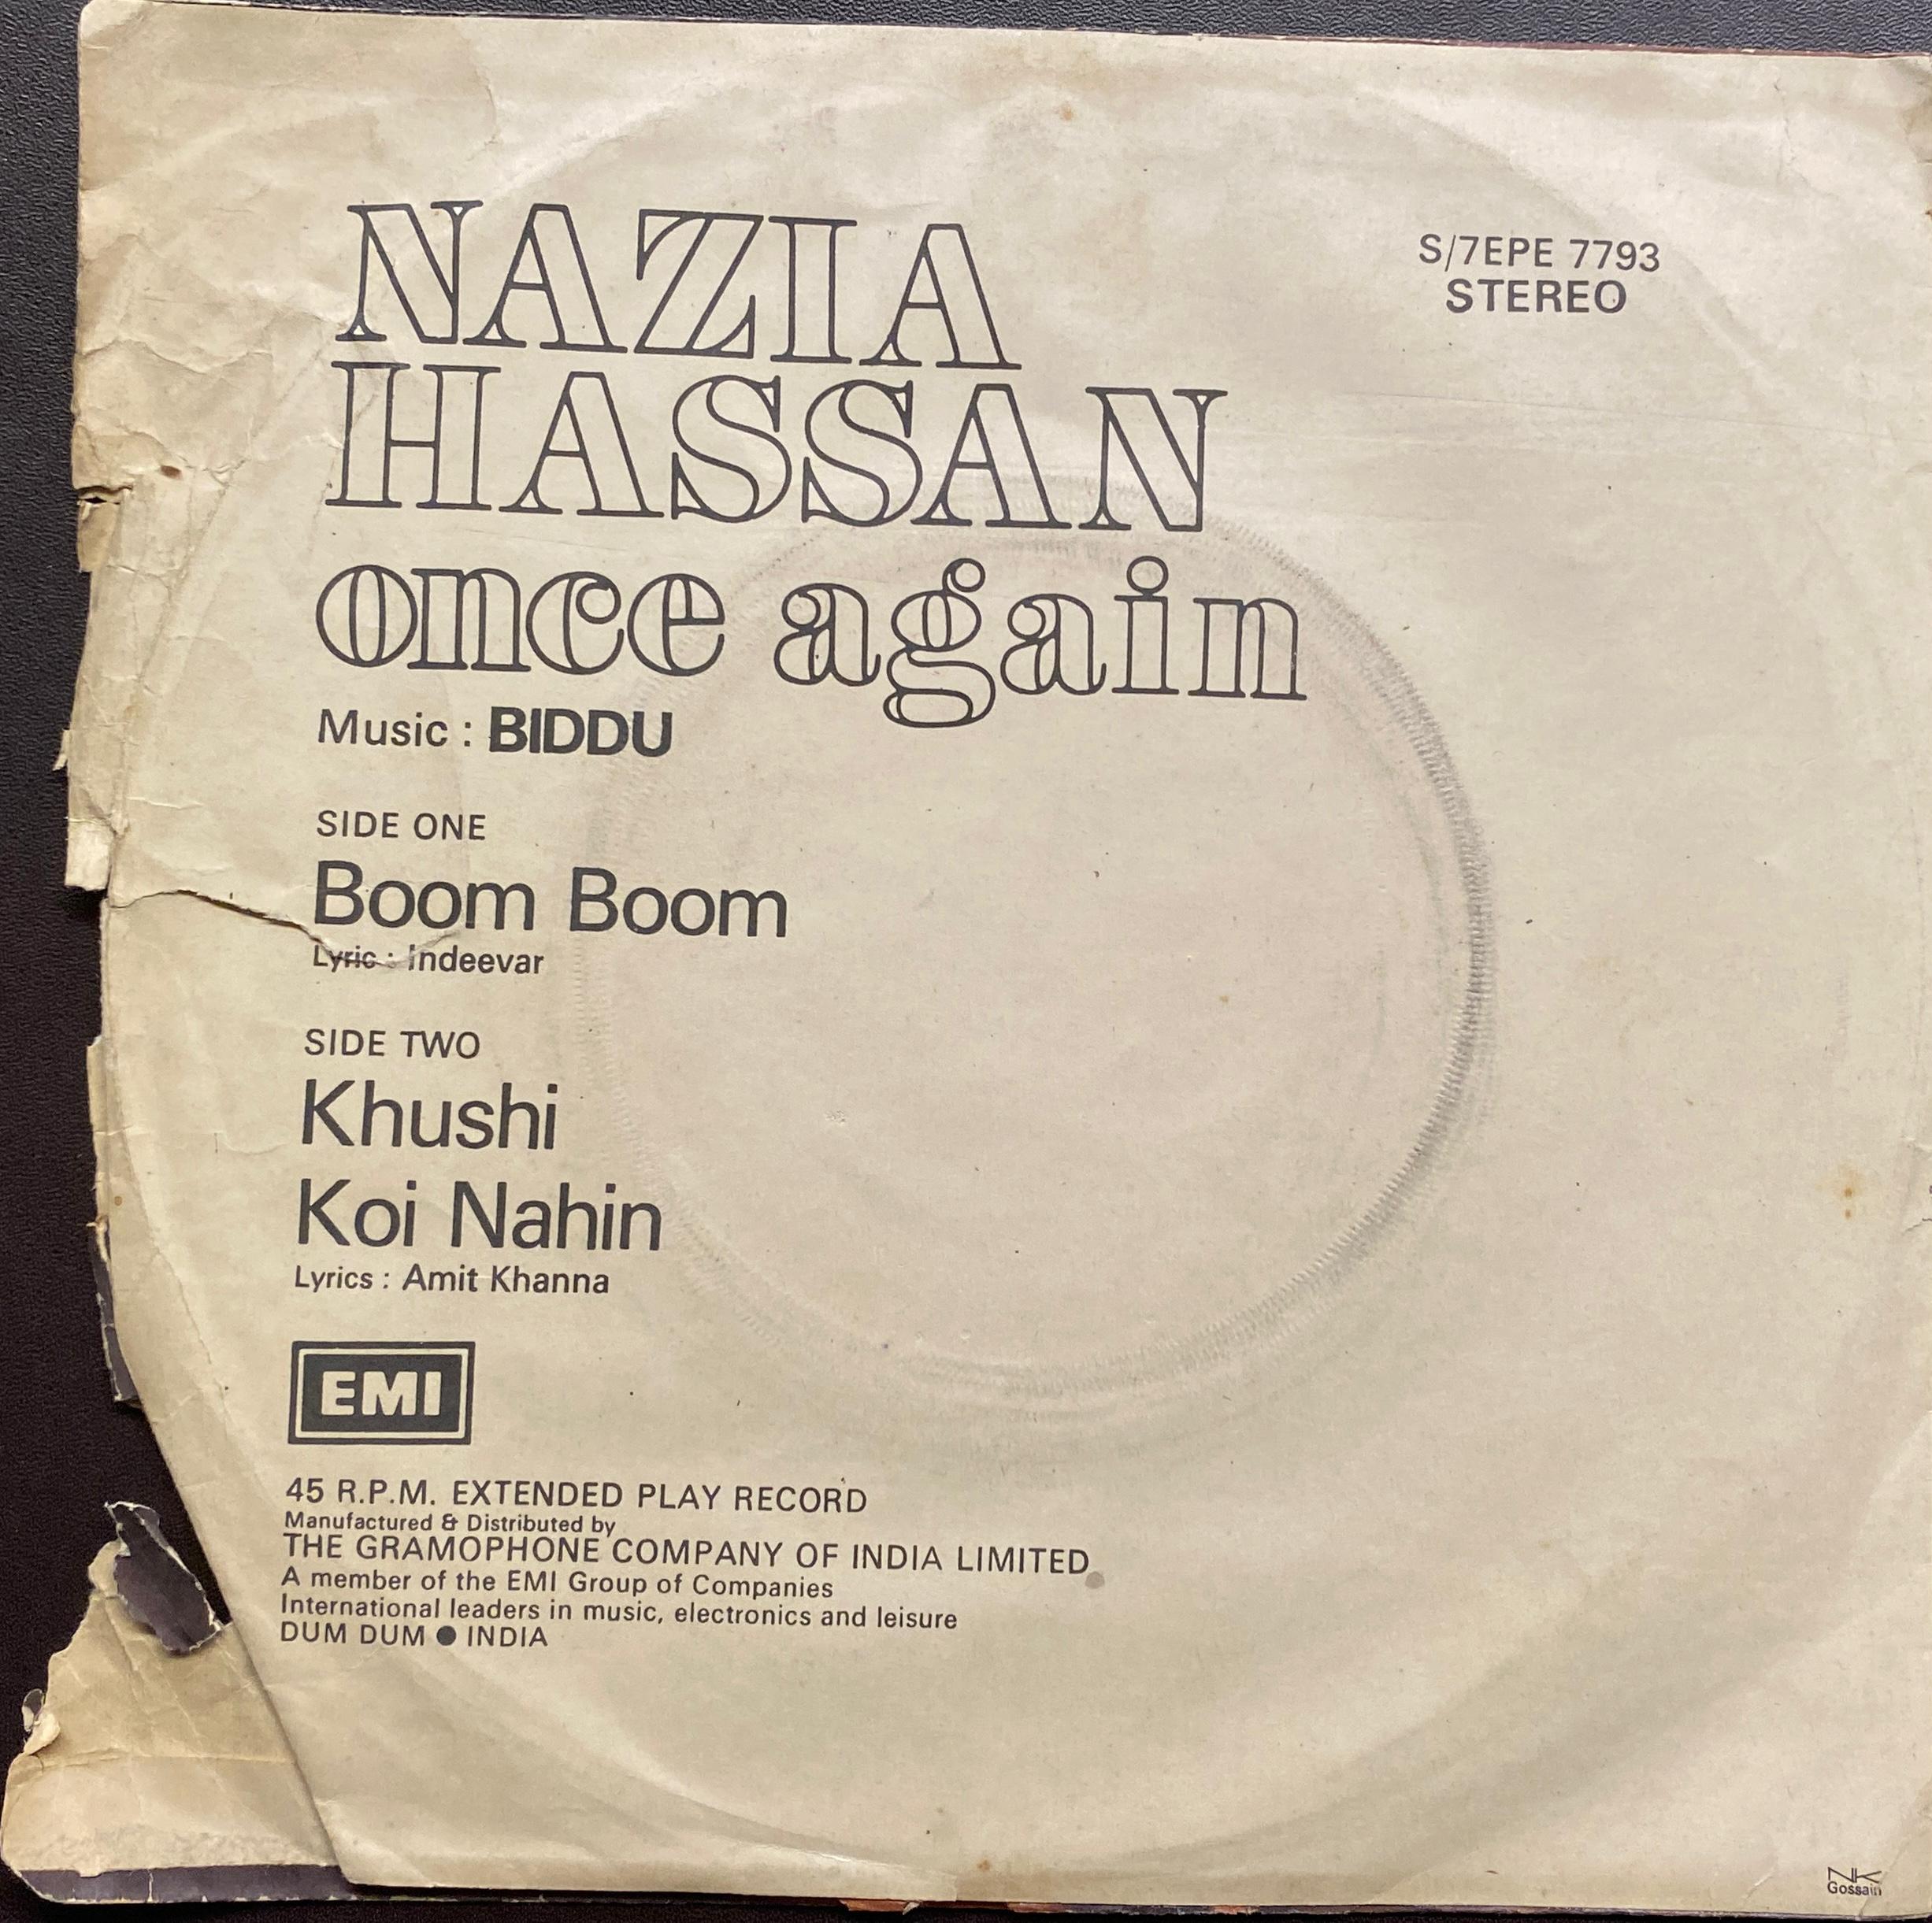 NAZIA
HASSAN
once again
S/7EPE 7793
STEREO
Music : BIDDU
SIDE ONE
Boom Boom
Lyric : Indeevar
SIDE TWO
Khushi
Koi Nahin
Lyrics : Amit Khanna
EMI
45 R.P.M. EXTENDED PLAY RECORD
Manufactured & Distributed by
THE GRAMOPHONE COMPANY OF INDIA LIMITED
A member of the EMI Group of Companies
International leaders in music, electronics and leisure
DUM DUM ● INDIA
NK
Gossain